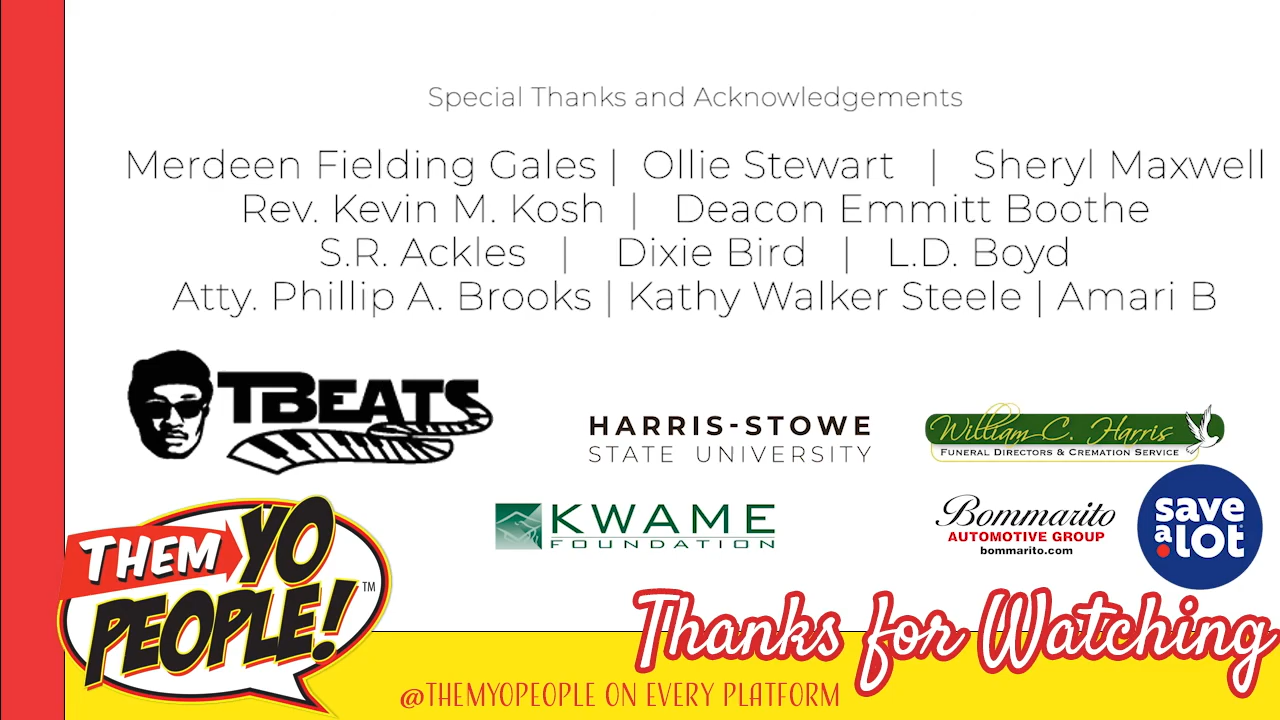 Special Thanks and Acknowledgements
Merdeen Fielding Gales | Ollie Stewart | Sheryl Maxwell
Rev. Kevin M. Kosh | Deacon Emmitt Boothe
S.R. Ackles | Dixie Bird | L.D. Boyd
Atty. Phillip A. Brooks | Kathy Walker Steele | Amari B
TBEATS
HARRIS-STOWE
STATE UNIVERSITY
William C. Harris
FUNERAL DIRECTORS & CREMATION SERVICE
KWAME
FOUNDATION
Bommarito
AUTOMOTIVE GROUP
bommarito.com
save
a.lot
THEM YO
PEOPLE!
TM
Thanks for Watching
@THEMYOPEOPLE ON EVERY PLATFORM